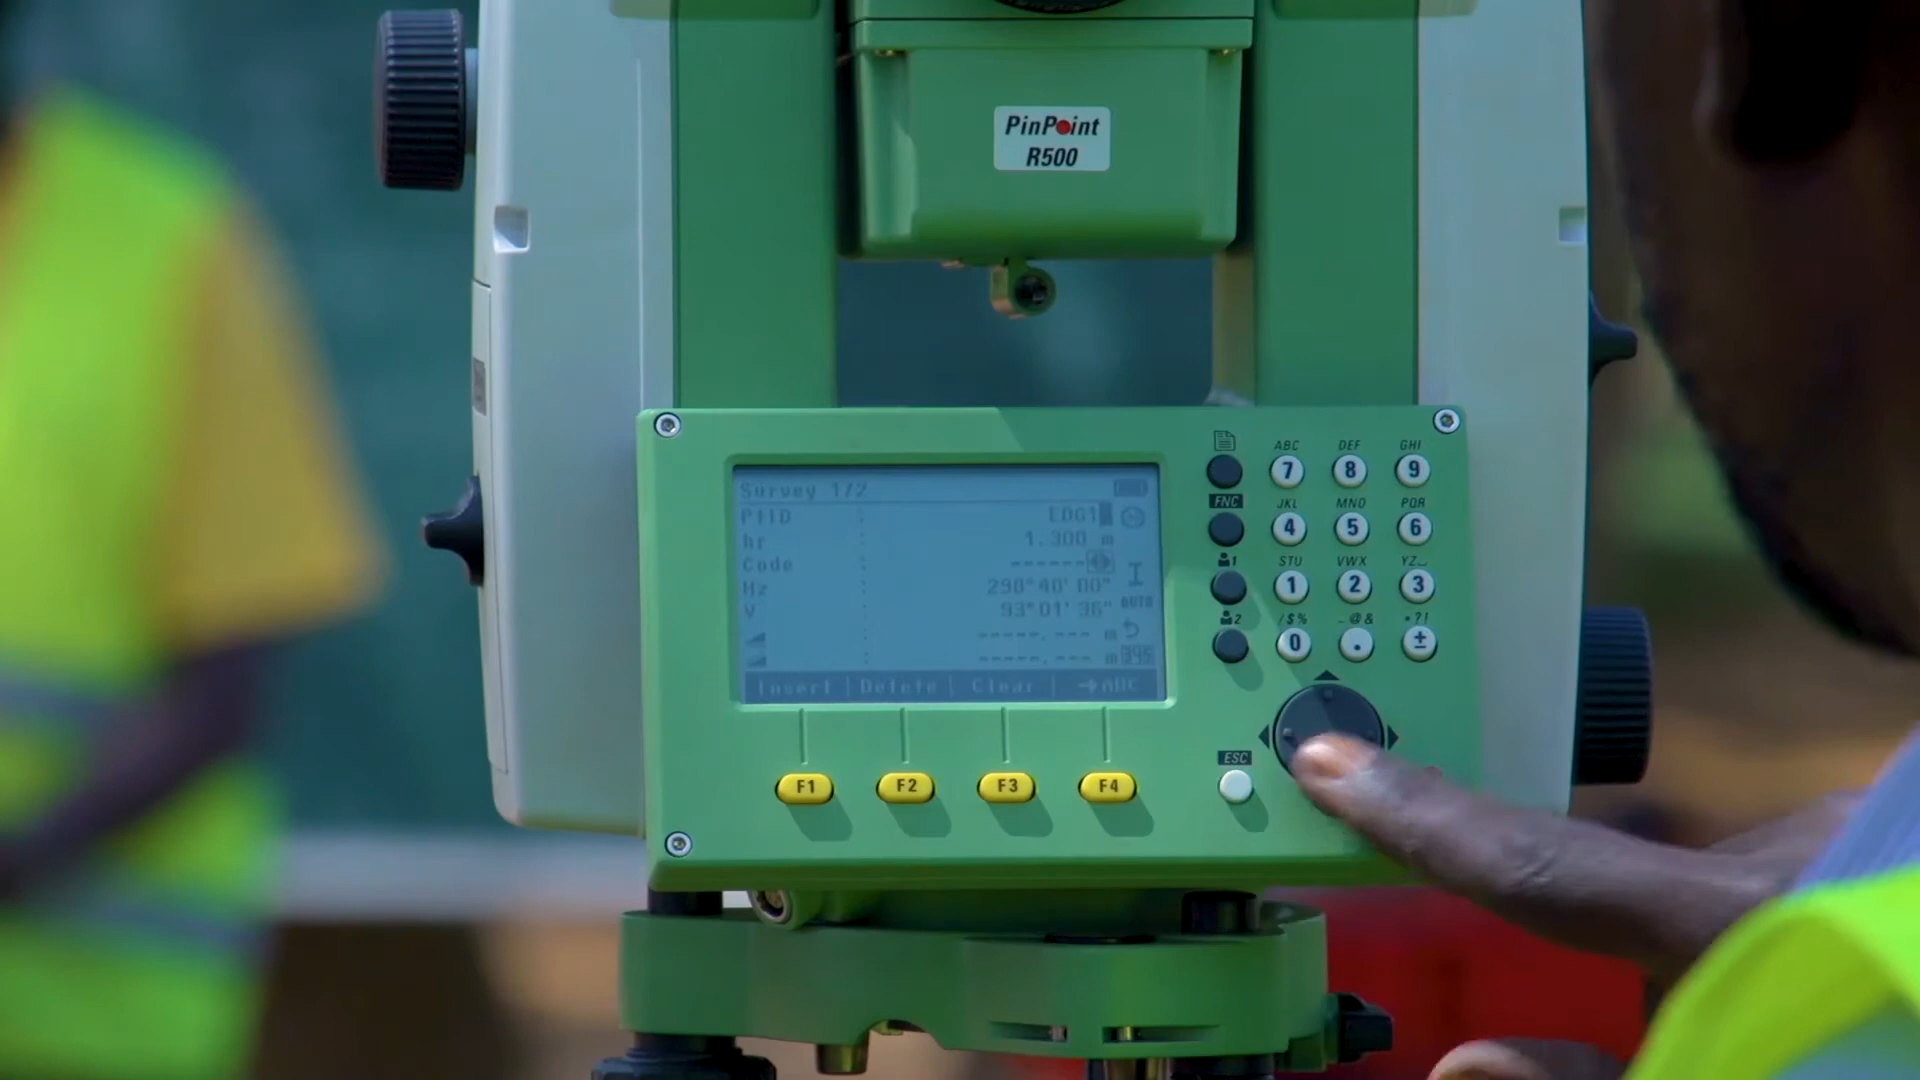 PinPoint
R500
Survey 1/2
PtID : EDG1
hr : 1.300 m
Code : ------
Hz : 290°40'00"
V : 93°01'36" AUTO
: -----.--- m
: -----.--- m
Insert Delete Clear →ABC
F1 F2 F3 F4
ABC DEF GHI
7 8 9
FNC JKL MNO PQR
4 5 6
1 STU VWX YZ_
1 2 3
2 /$% _@& *?!
0 . ±
ESC